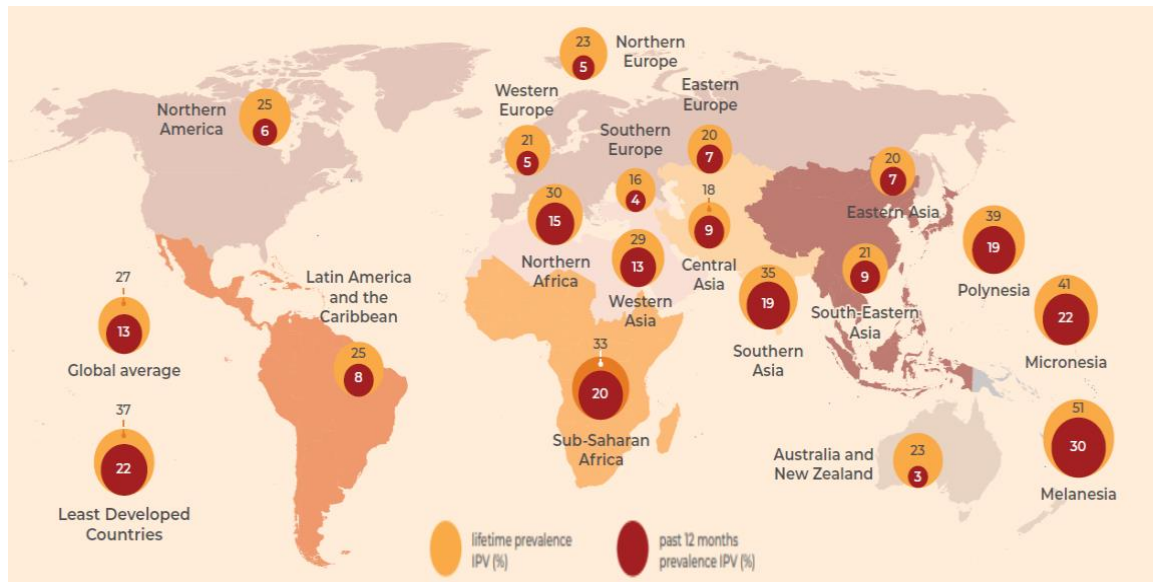 23
5
Northern
Europe
25
6
Northern
America
Western
Europe
21
5
Eastern
Europe
20
7
Southern
Europe
16
4
20
7
Eastern Asia
30
15
Northern
Africa
29
13
Western
Asia
18
9
Central
Asia
35
19
Southern
Asia
21
9
South-Eastern
Asia
39
19
Polynesia
41
22
Micronesia
27
13
Global average
Latin America
and the
Caribbean
25
8
33
20
Sub-Saharan
Africa
37
22
Least Developed
Countries
Australia and
New Zealand
23
3
51
30
Melanesia
lifetime prevalence
IPV (%)
past 12 months
prevalence IPV (%)